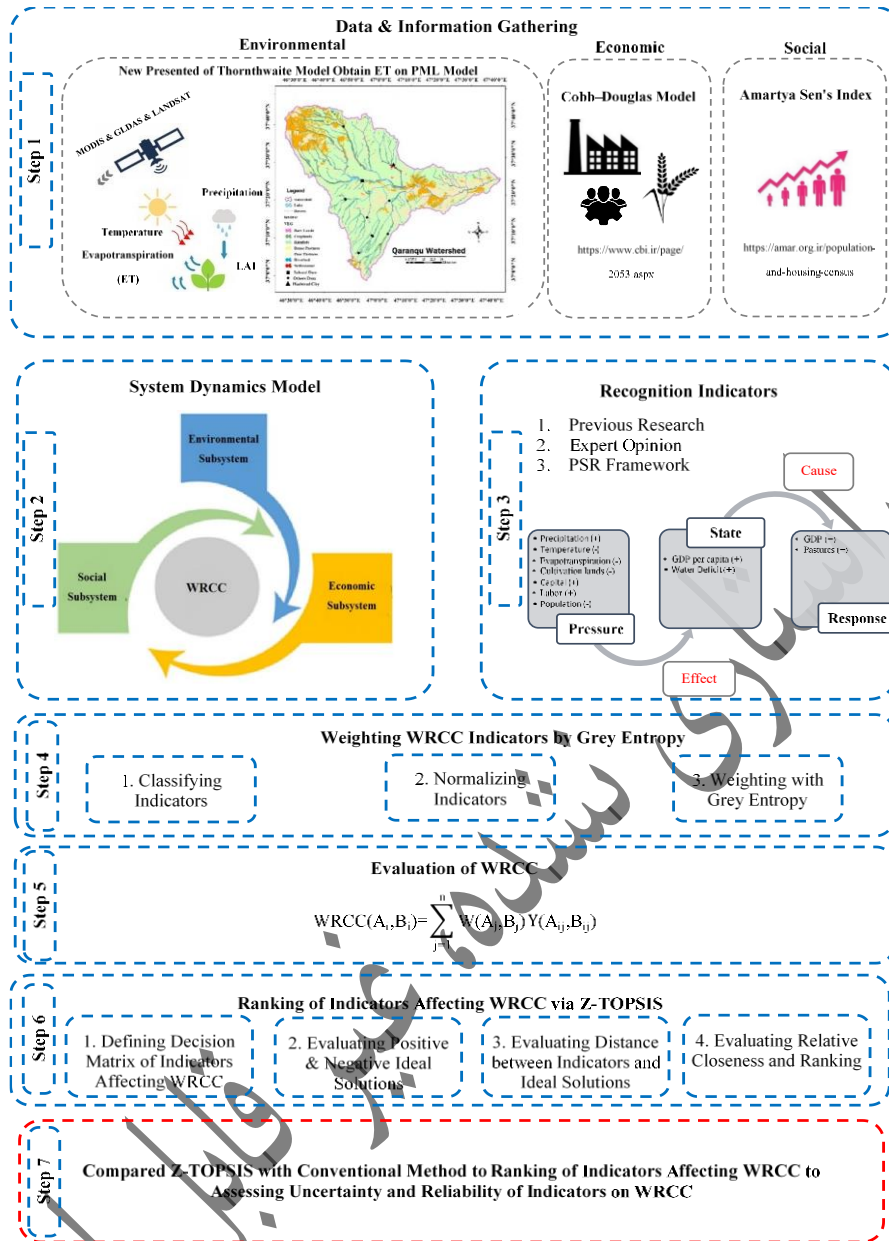 Data & Information Gathering
Environmental
Economic
Social
Step 1
New Presented of Thornthwaite Model Obtain ET on PML Model
MODIS & GLDAS & LANDSAT
Precipitation
Temperature
Evapotranspiration
(ET)
LAI
Legend
Qaranqu Watershed
Cobb–Douglas Model
https://www.cbi.ir/page/
2053 aspx
Amartya Sen's Index
https://amar.org.ir/population-
and-housing-census
System Dynamics Model
Step 2
Environmental
Subsystem
Social
Subsystem
WRCC
Economic
Subsystem
Recognition Indicators
Step 3
1. Previous Research
2. Expert Opinion
3. PSR Framework
Cause
State
Precipitation (+)
Temperature (-)
Evapotranspiration (-)
Cultivation lands (-)
Capital (+)
Labor (+)
Population (-)
Pressure
GDP per capita (+)
Water Deficit (+)
GDP (+)
Pastures (+)
Response
Effect
Step 4
Weighting WRCC Indicators by Grey Entropy
1. Classifying
Indicators
2. Normalizing
Indicators
3. Weighting with
Grey Entropy
Step 5
Evaluation of WRCC
WRCC(A_i,B_i)=∑_{j=1}^{n} W(A_j,B_j)Y(A_ij,B_ij)
Step 6
Ranking of Indicators Affecting WRCC via Z-TOPSIS
1. Defining Decision
Matrix of Indicators
Affecting WRCC
2. Evaluating Positive
& Negative Ideal
Solutions
3. Evaluating Distance
between Indicators and
Ideal Solutions
4. Evaluating Relative
Closeness and Ranking
Step 7
Compared Z-TOPSIS with Conventional Method to Ranking of Indicators Affecting WRCC to
Assessing Uncertainty and Reliability of Indicators on WRCC